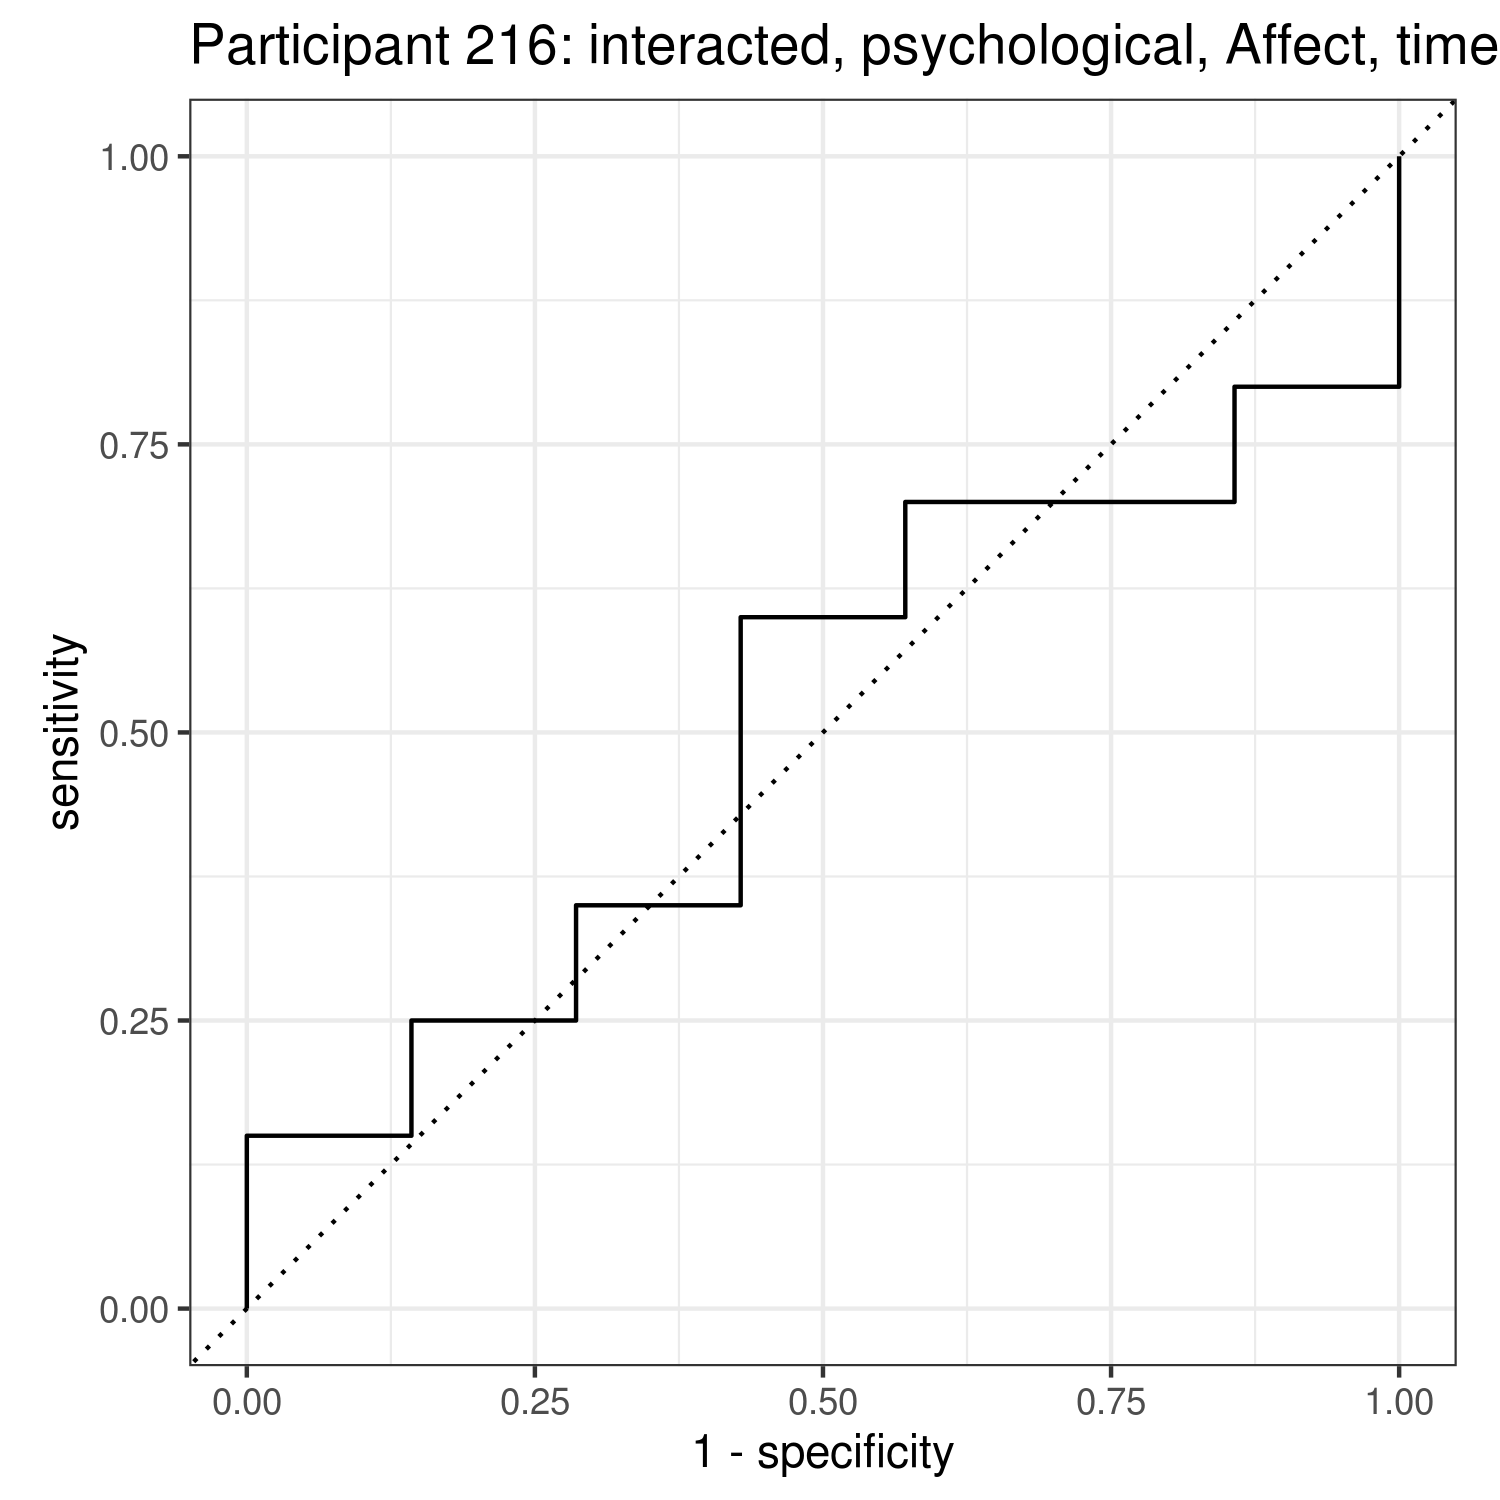 Participant 216: interacted, psychological, Affect, time
1.00
0.75
0.50
0.25
0.00
sensitivity
0.00 0.25 0.50 0.75 1.00
1 - specificity